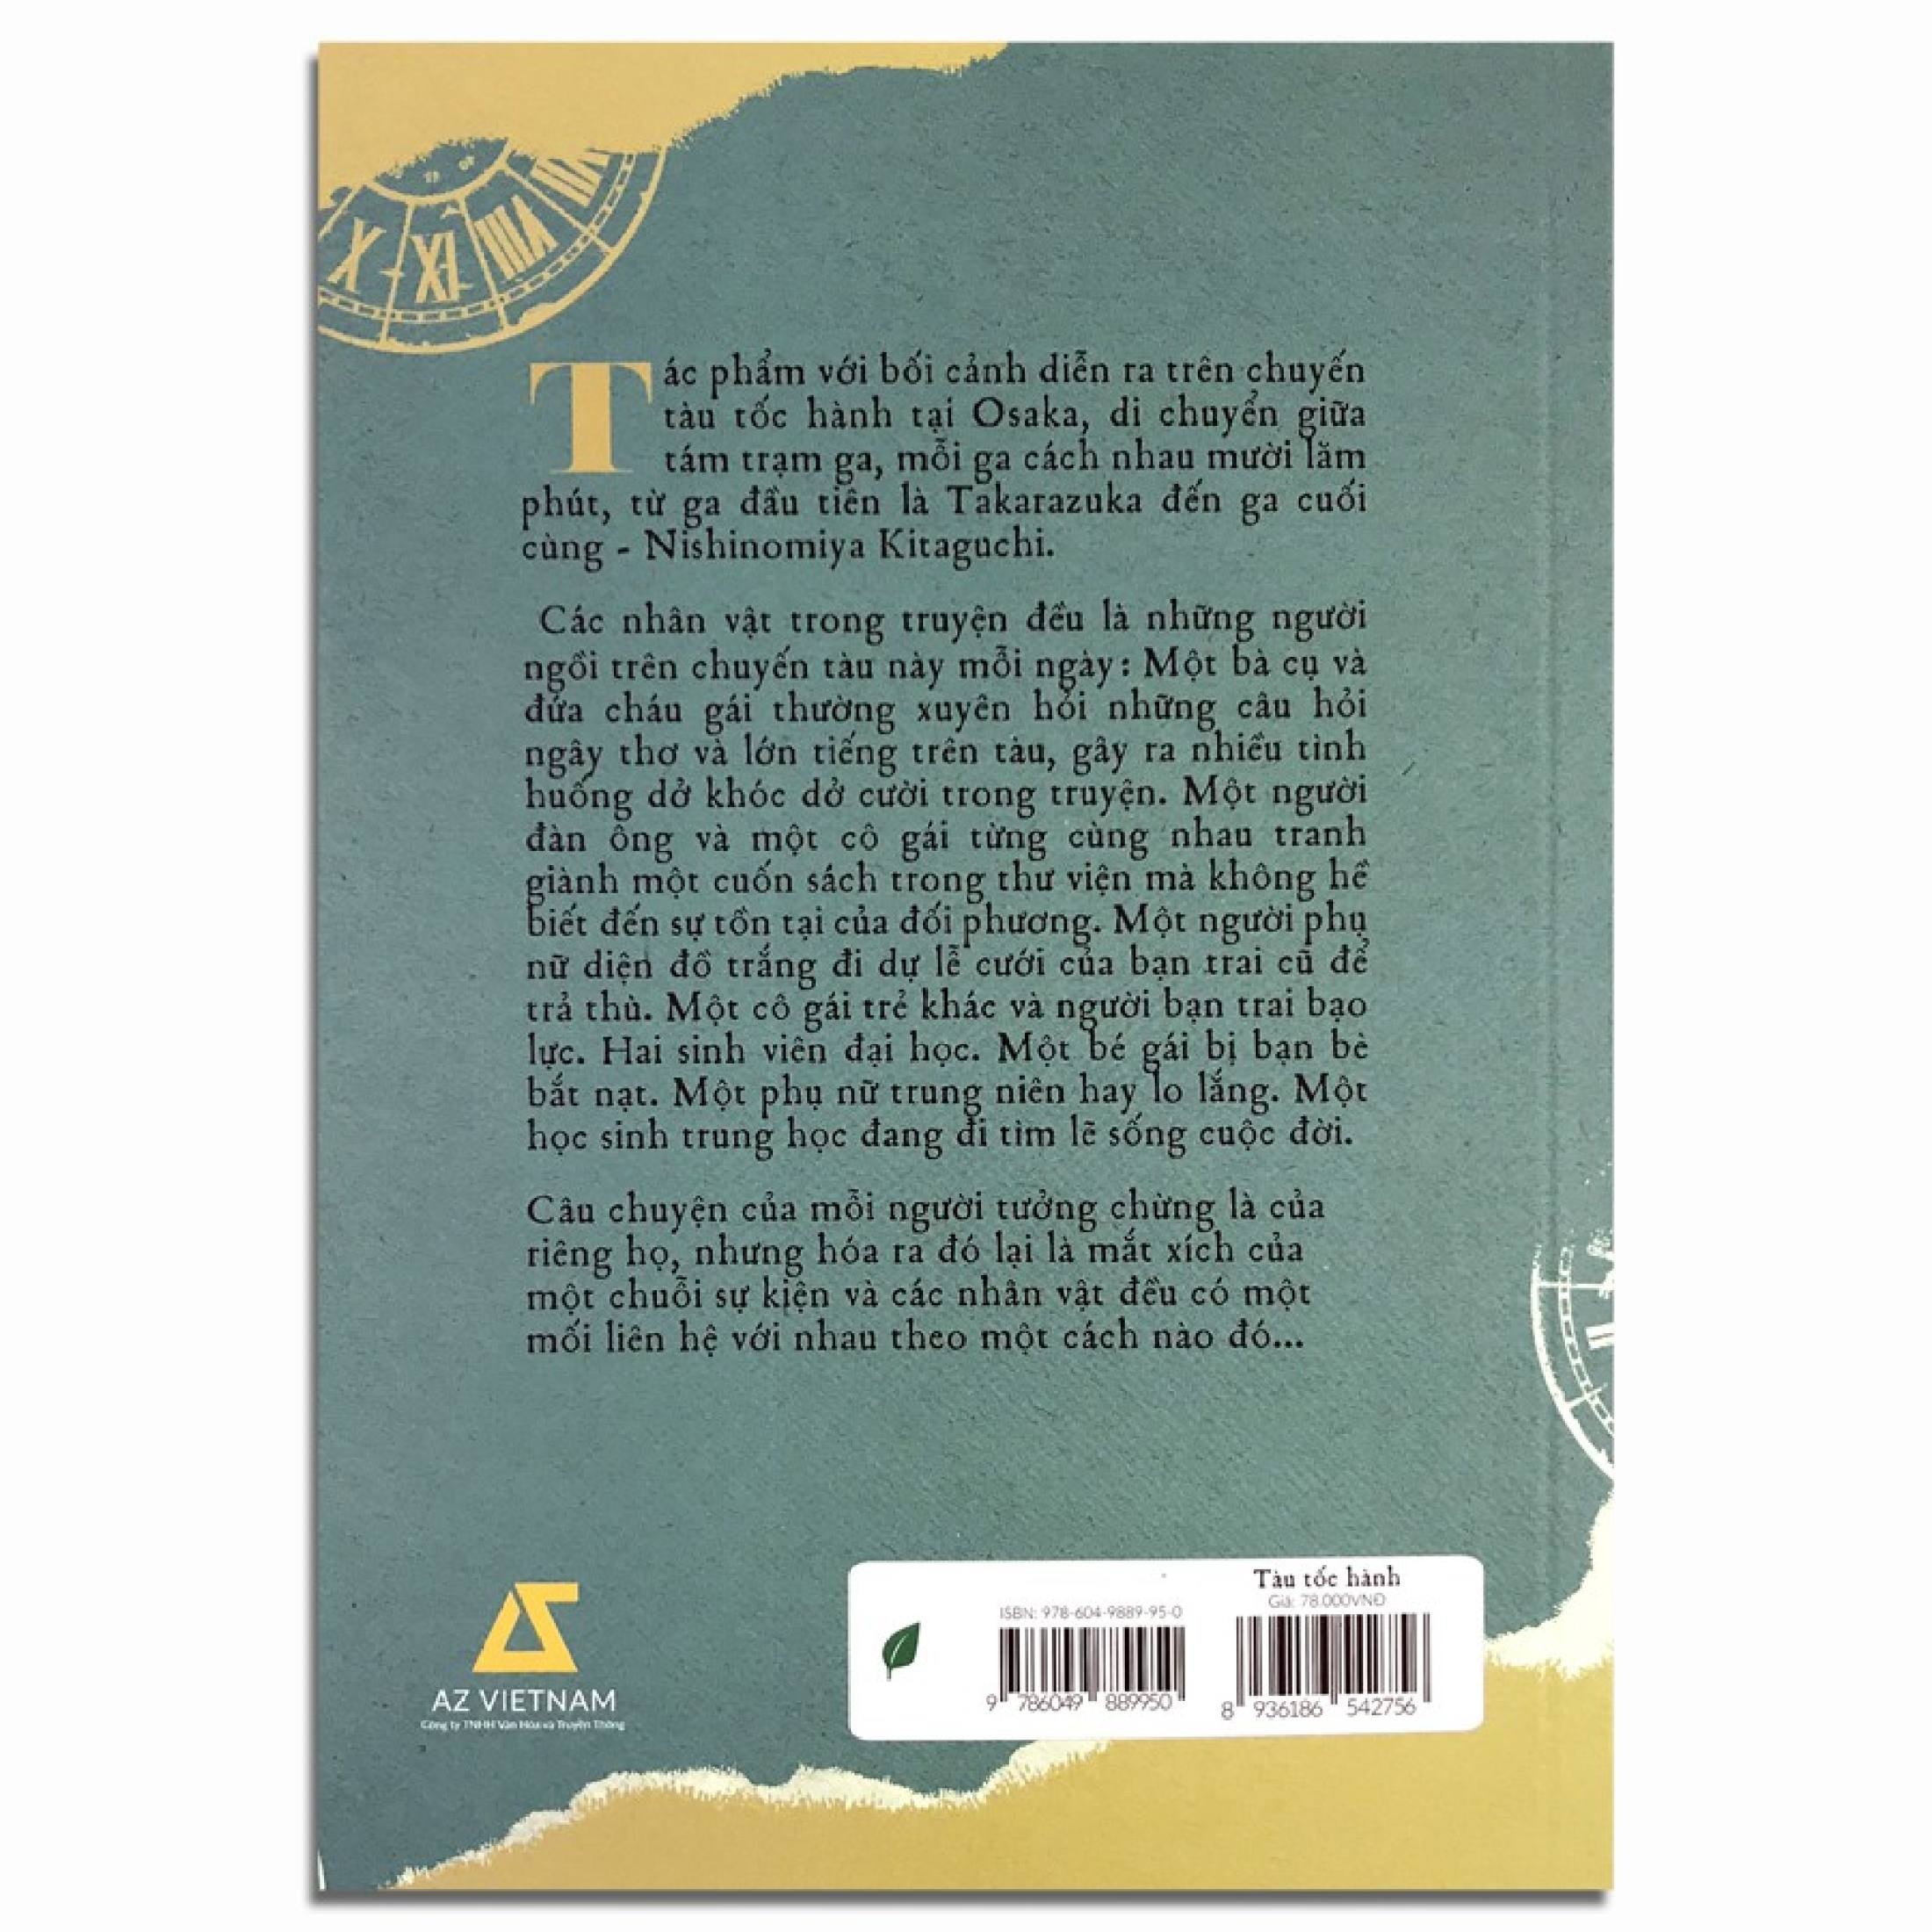 X XI VIII VIII
Tác phẩm với bối cảnh diễn ra trên chuyến
tàu tốc hành tại Osaka, di chuyển giữa
tám trạm ga, mỗi ga cách nhau mười lăm
phút, từ ga đầu tiên là Takarazuka đến ga cuối
cùng - Nishinomiya Kitaguchi.
Các nhân vật trong truyện đều là những người
ngồi trên chuyến tàu này mỗi ngày: Một bà cụ và
đứa cháu gái thường xuyên hỏi những câu hỏi
ngây thơ và lớn tiếng trên tàu, gây ra nhiều tình
huống dở khóc dở cười trong truyện. Một người
đàn ông và một cô gái từng cùng nhau tranh
giành một cuốn sách trong thư viện mà không hề
biết đến sự tồn tại của đối phương. Một người phụ
nữ diện đồ trắng đi dự lễ cưới của bạn trai cũ để
trả thù. Một cô gái trẻ khác và người bạn trai bạo
lực. Hai sinh viên đại học. Một bé gái bị bạn bè
bắt nạt. Một phụ nữ trung niên hay lo lắng. Một
học sinh trung học đang đi tìm lẽ sống cuộc đời.
Câu chuyện của mỗi người tưởng chừng là của
riêng họ, nhưng hóa ra đó lại là mắt xích của
một chuỗi sự kiện và các nhân vật đều có một
mối liên hệ với nhau theo một cách nào đó...
AZ VIETNAM
Công ty TNHH Văn Hóa và Truyền Thông
ISBN: 978-604-9889-95-0
9 786049 889950
Tàu tốc hành
Giá: 78.000VNĐ
8 936186 542756